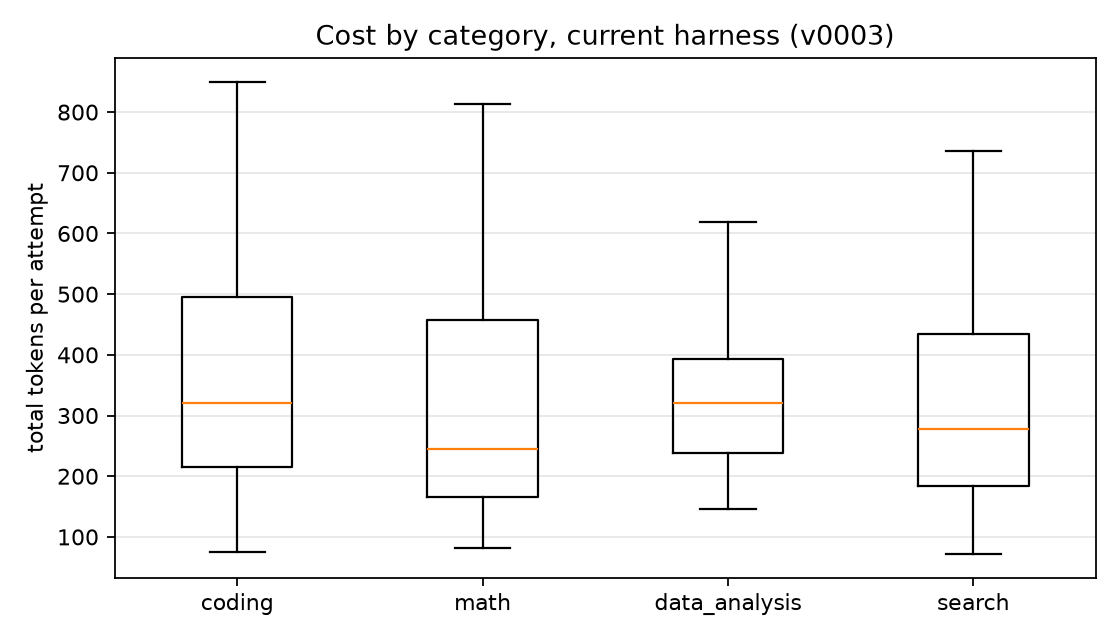 Cost by category, current harness (v0003)
total tokens per attempt
800
700
600
500
400
300
200
100
coding
math
data_analysis
search